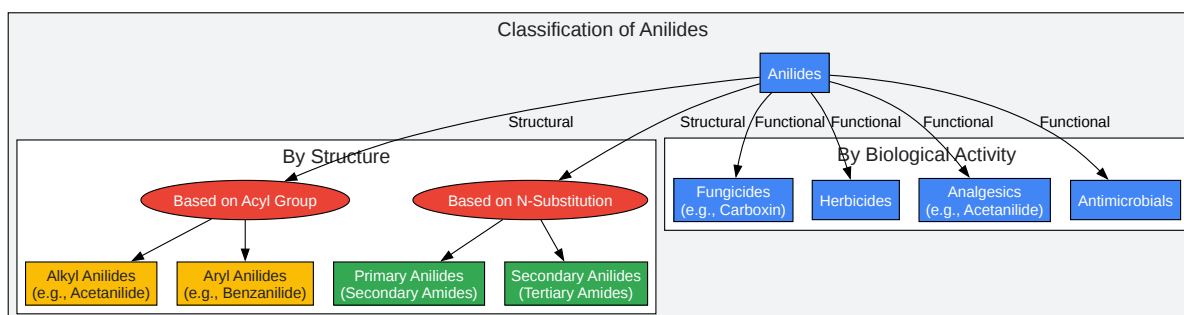 Classification of Anilides
Anilides
Structural
Structural
Functional
Functional
Functional
Functional
By Structure
By Biological Activity
Based on Acyl Group
Based on N-Substitution
Fungicides
(e.g., Carboxin)
Herbicides
Analgesics
(e.g., Acetanilide)
Antimicrobials
Alkyl Anilides
(e.g., Acetanilide)
Aryl Anilides
(e.g., Benzanilide)
Primary Anilides
(Secondary Amides)
Secondary Anilides
(Tertiary Amides)